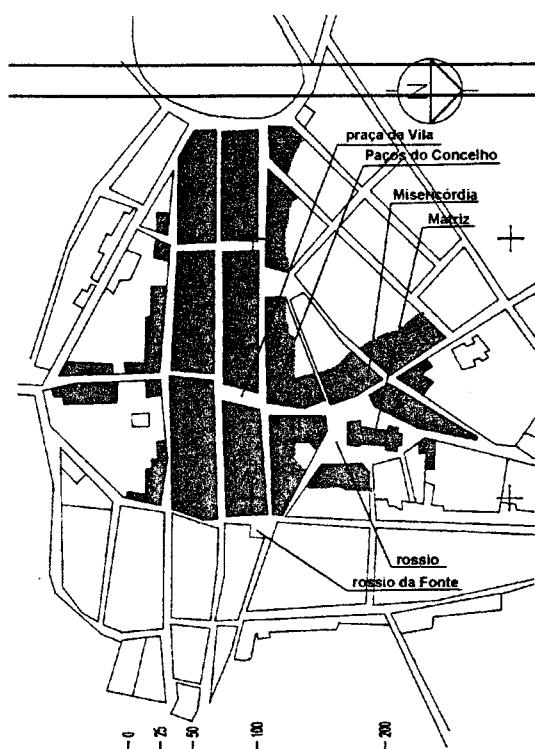 N
praça da Vila
Paços do Concelho
Misericórdia
Matriz
rossio
rossio da Fonte
0
25
50
100
200